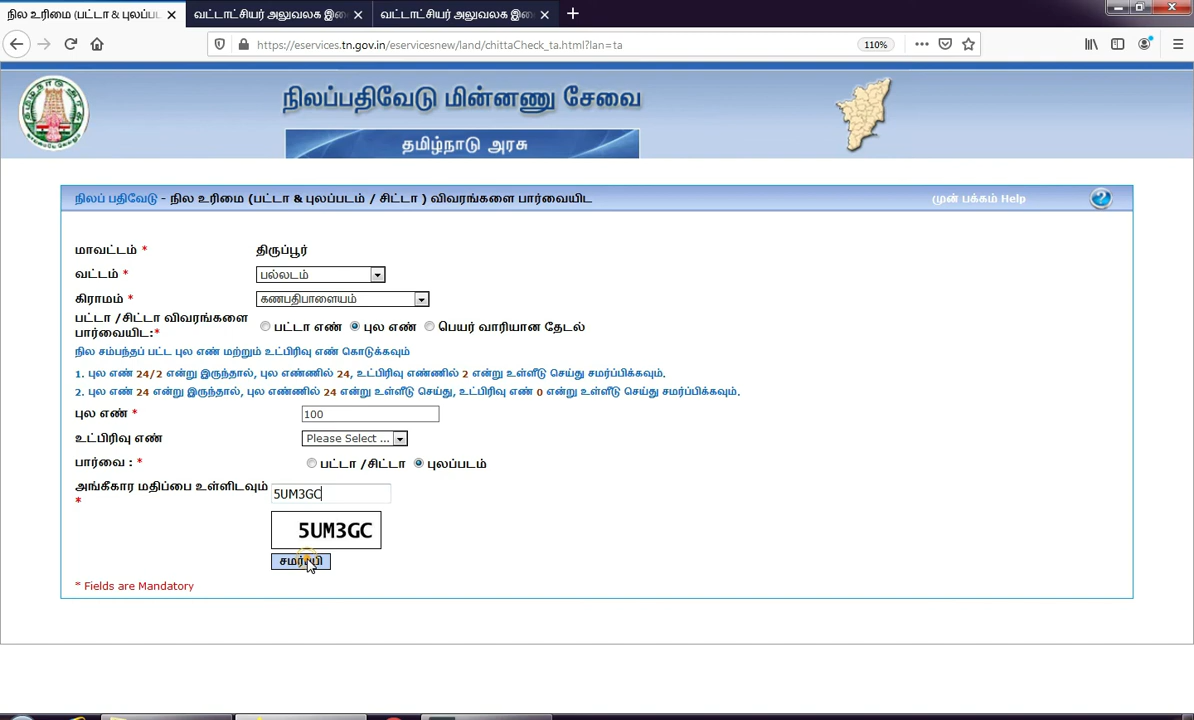 நில உரிமை (பட்டா & புலப்பட
வட்டாட்சியர் அலுவலக இணை
வட்டாட்சியர் அலுவலக இணை
https://eservices.tn.gov.in/eservicesnew/land/chittaCheck_ta.html?lan=ta
110%
நிலப்பதிவேடு மின்னணு சேவை
தமிழ்நாடு அரசு
நிலப் பதிவேடு - நில உரிமை (பட்டா & புலப்படம் / சிட்டா ) விவரங்களை பார்வையிட முன் பக்கம் Help
மாவட்டம் * திருப்பூர்
வட்டம் * பல்லடம்
கிராமம் * கணபதிபாளையம்
பட்டா /சிட்டா விவரங்களை
பார்வையிட:* பட்டா எண் புல எண் பெயர் வாரியான தேடல்
நில சம்பந்தப் பட்ட புல எண் மற்றும் உட்பிரிவு எண் கொடுக்கவும்
1. புல எண் 24/2 என்று இருந்தால், புல எண்ணில் 24, உட்பிரிவு எண்ணில் 2 என்று உள்ளீடு செய்து சமர்ப்பிக்கவும்.
2. புல எண் 24 என்று இருந்தால், புல எண்ணில் 24 என்று உள்ளீடு செய்து, உட்பிரிவு எண் 0 என்று உள்ளீடு செய்து சமர்ப்பிக்கவும்.
புல எண் * 100
உட்பிரிவு எண் Please Select ...
பார்வை : * பட்டா /சிட்டா புலப்படம்
அங்கீகார மதிப்பை உள்ளிடவும்
* 5UM3GC
5UM3GC
சமர்ப்பி
* Fields are Mandatory